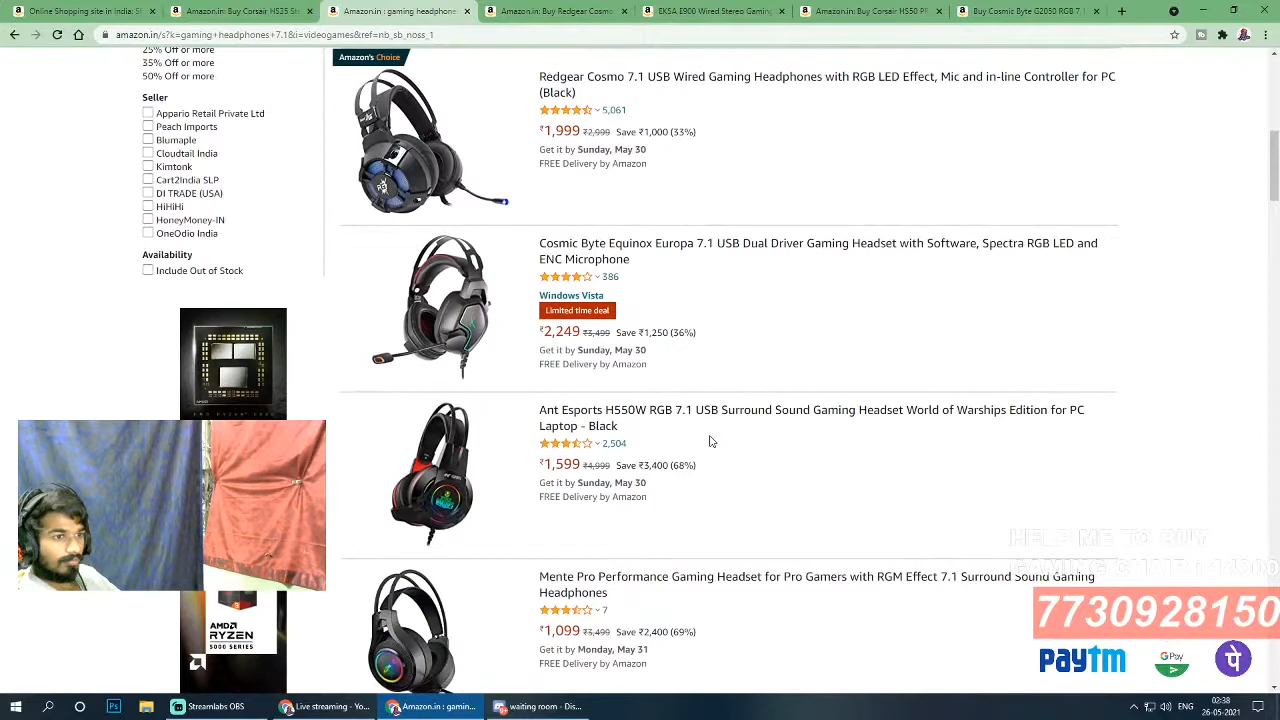 Online Shopping site in India: SI
Amazon.in: Buy Corsair HS35 Ste
Amazon.in : gaming headphones
Amazon.in: Buy Redgear Cosmo
EKSA E900 Wired Stereo Gaming
Amazon.in: Buy Corsair HS50
Buy Cosmic Byte
amazon.in/s?k=gaming+headphones+7.1&i=videogames&ref=nb_sb_noss_1
25% Off or more
35% Off or more
50% Off or more
Seller
Appario Retail Private Ltd
Peach Imports
Blumaple
Cloudtail India
Kimtonk
Cart2India SLP
DI TRADE (USA)
HiHiHi
HoneyMoney-IN
OneOdio India
Availability
Include Out of Stock
Amazon's Choice
Redgear Cosmo 7.1 USB Wired Gaming Headphones with RGB LED Effect, Mic and in-line Controller for PC
(Black)
5,061
₹1,999 ₹2,999 Save ₹1,000 (33%)
Get it by Sunday, May 30
FREE Delivery by Amazon
Cosmic Byte Equinox Europa 7.1 USB Dual Driver Gaming Headset with Software, Spectra RGB LED and
ENC Microphone
386
Windows Vista
Limited time deal
₹2,249 ₹3,499 Save ₹1,250 (36%)
Get it by Sunday, May 30
FREE Delivery by Amazon
Ant Esports H550W RGB 7.1 USB Surround Sound Gaming Headset World of Warships Edition for PC
Laptop - Black
2,504
₹1,599 ₹4,999 Save ₹3,400 (68%)
Get it by Sunday, May 30
FREE Delivery by Amazon
Mente Pro Performance Gaming Headset for Pro Gamers with RGM Effect 7.1 Surround Sound Gaming
Headphones
7
₹1,099 ₹3,499 Save ₹2,400 (69%)
Get it by Monday, May 31
FREE Delivery by Amazon
AMD
RYZEN
5000 SERIES
HELP ME TO BUY
7738928150
paytm
G Pay
Streamlabs OBS
Live streaming - Yo...
Amazon.in : gamin...
waiting room - Dis...
ENG
02:38
26-05-2021